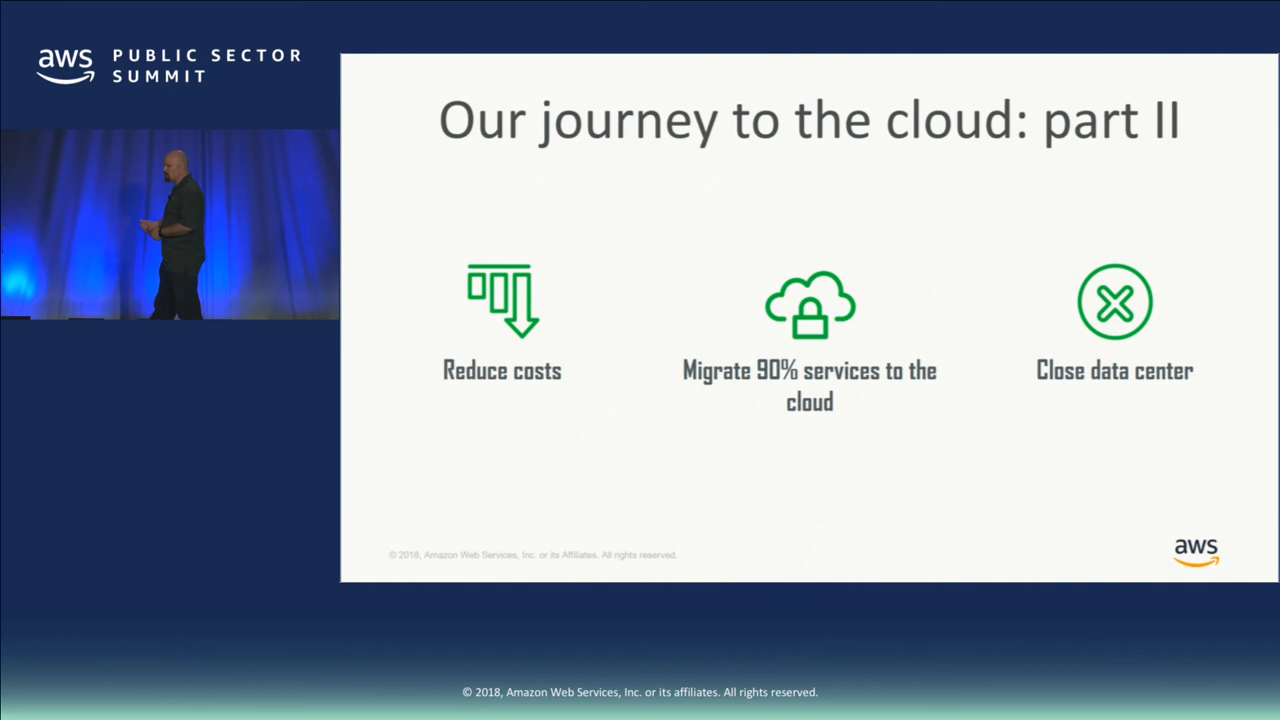 aws PUBLIC SECTOR
SUMMIT
Our journey to the cloud: part II
Reduce costs
Migrate 90% services to the
cloud
Close data center
© 2018, Amazon Web Services, Inc. or its Affiliates. All rights reserved.
aws
© 2018, Amazon Web Services, Inc. or its affiliates. All rights reserved.